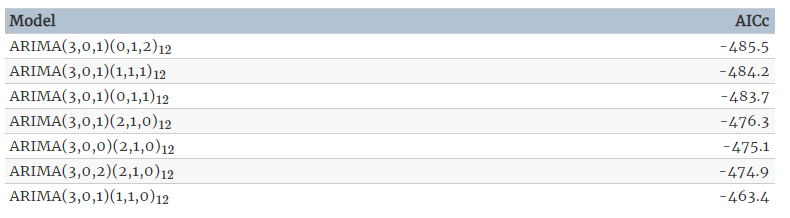 Model AICc
ARIMA(3,0,1)(0,1,2)₁₂ -485.5
ARIMA(3,0,1)(1,1,1)₁₂ -484.2
ARIMA(3,0,1)(0,1,1)₁₂ -483.7
ARIMA(3,0,1)(2,1,0)₁₂ -476.3
ARIMA(3,0,0)(2,1,0)₁₂ -475.1
ARIMA(3,0,2)(2,1,0)₁₂ -474.9
ARIMA(3,0,1)(1,1,0)₁₂ -463.4